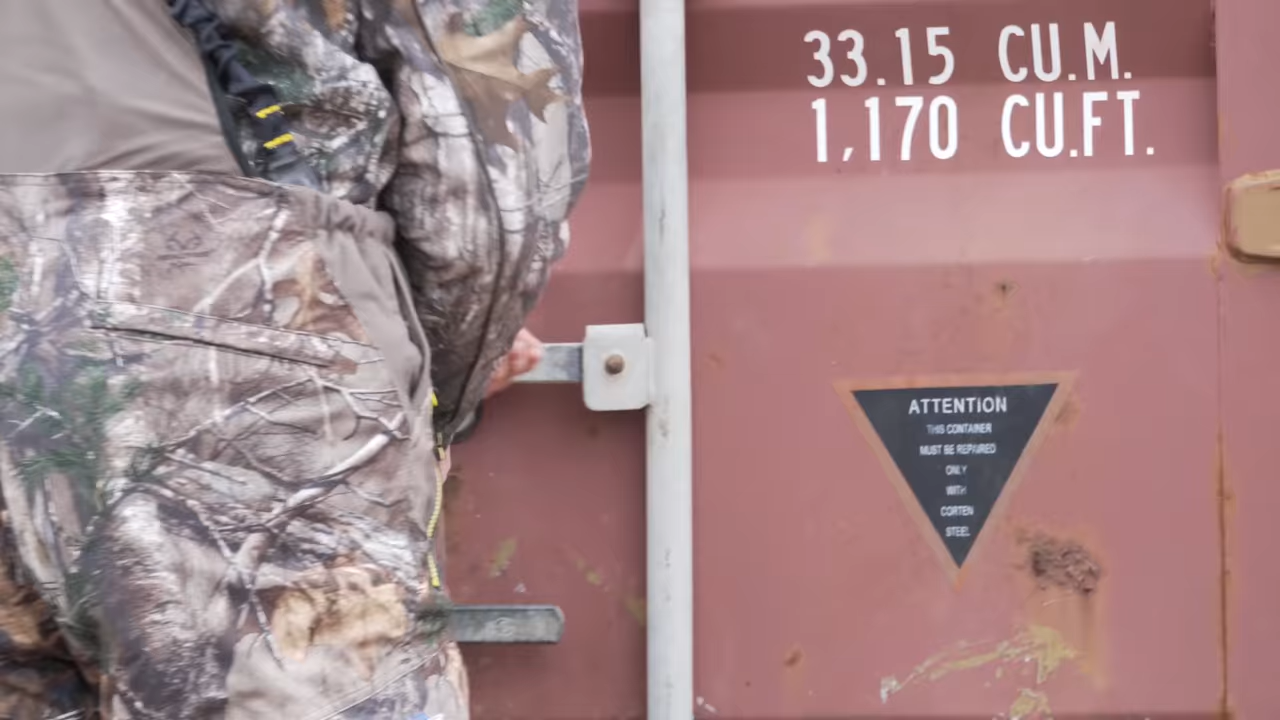 33.15 CU.M.
1,170 CU.FT.
ATTENTION
THIS CONTAINER
MUST BE REPAIRED
ONLY
WITH
CORTEN
STEEL